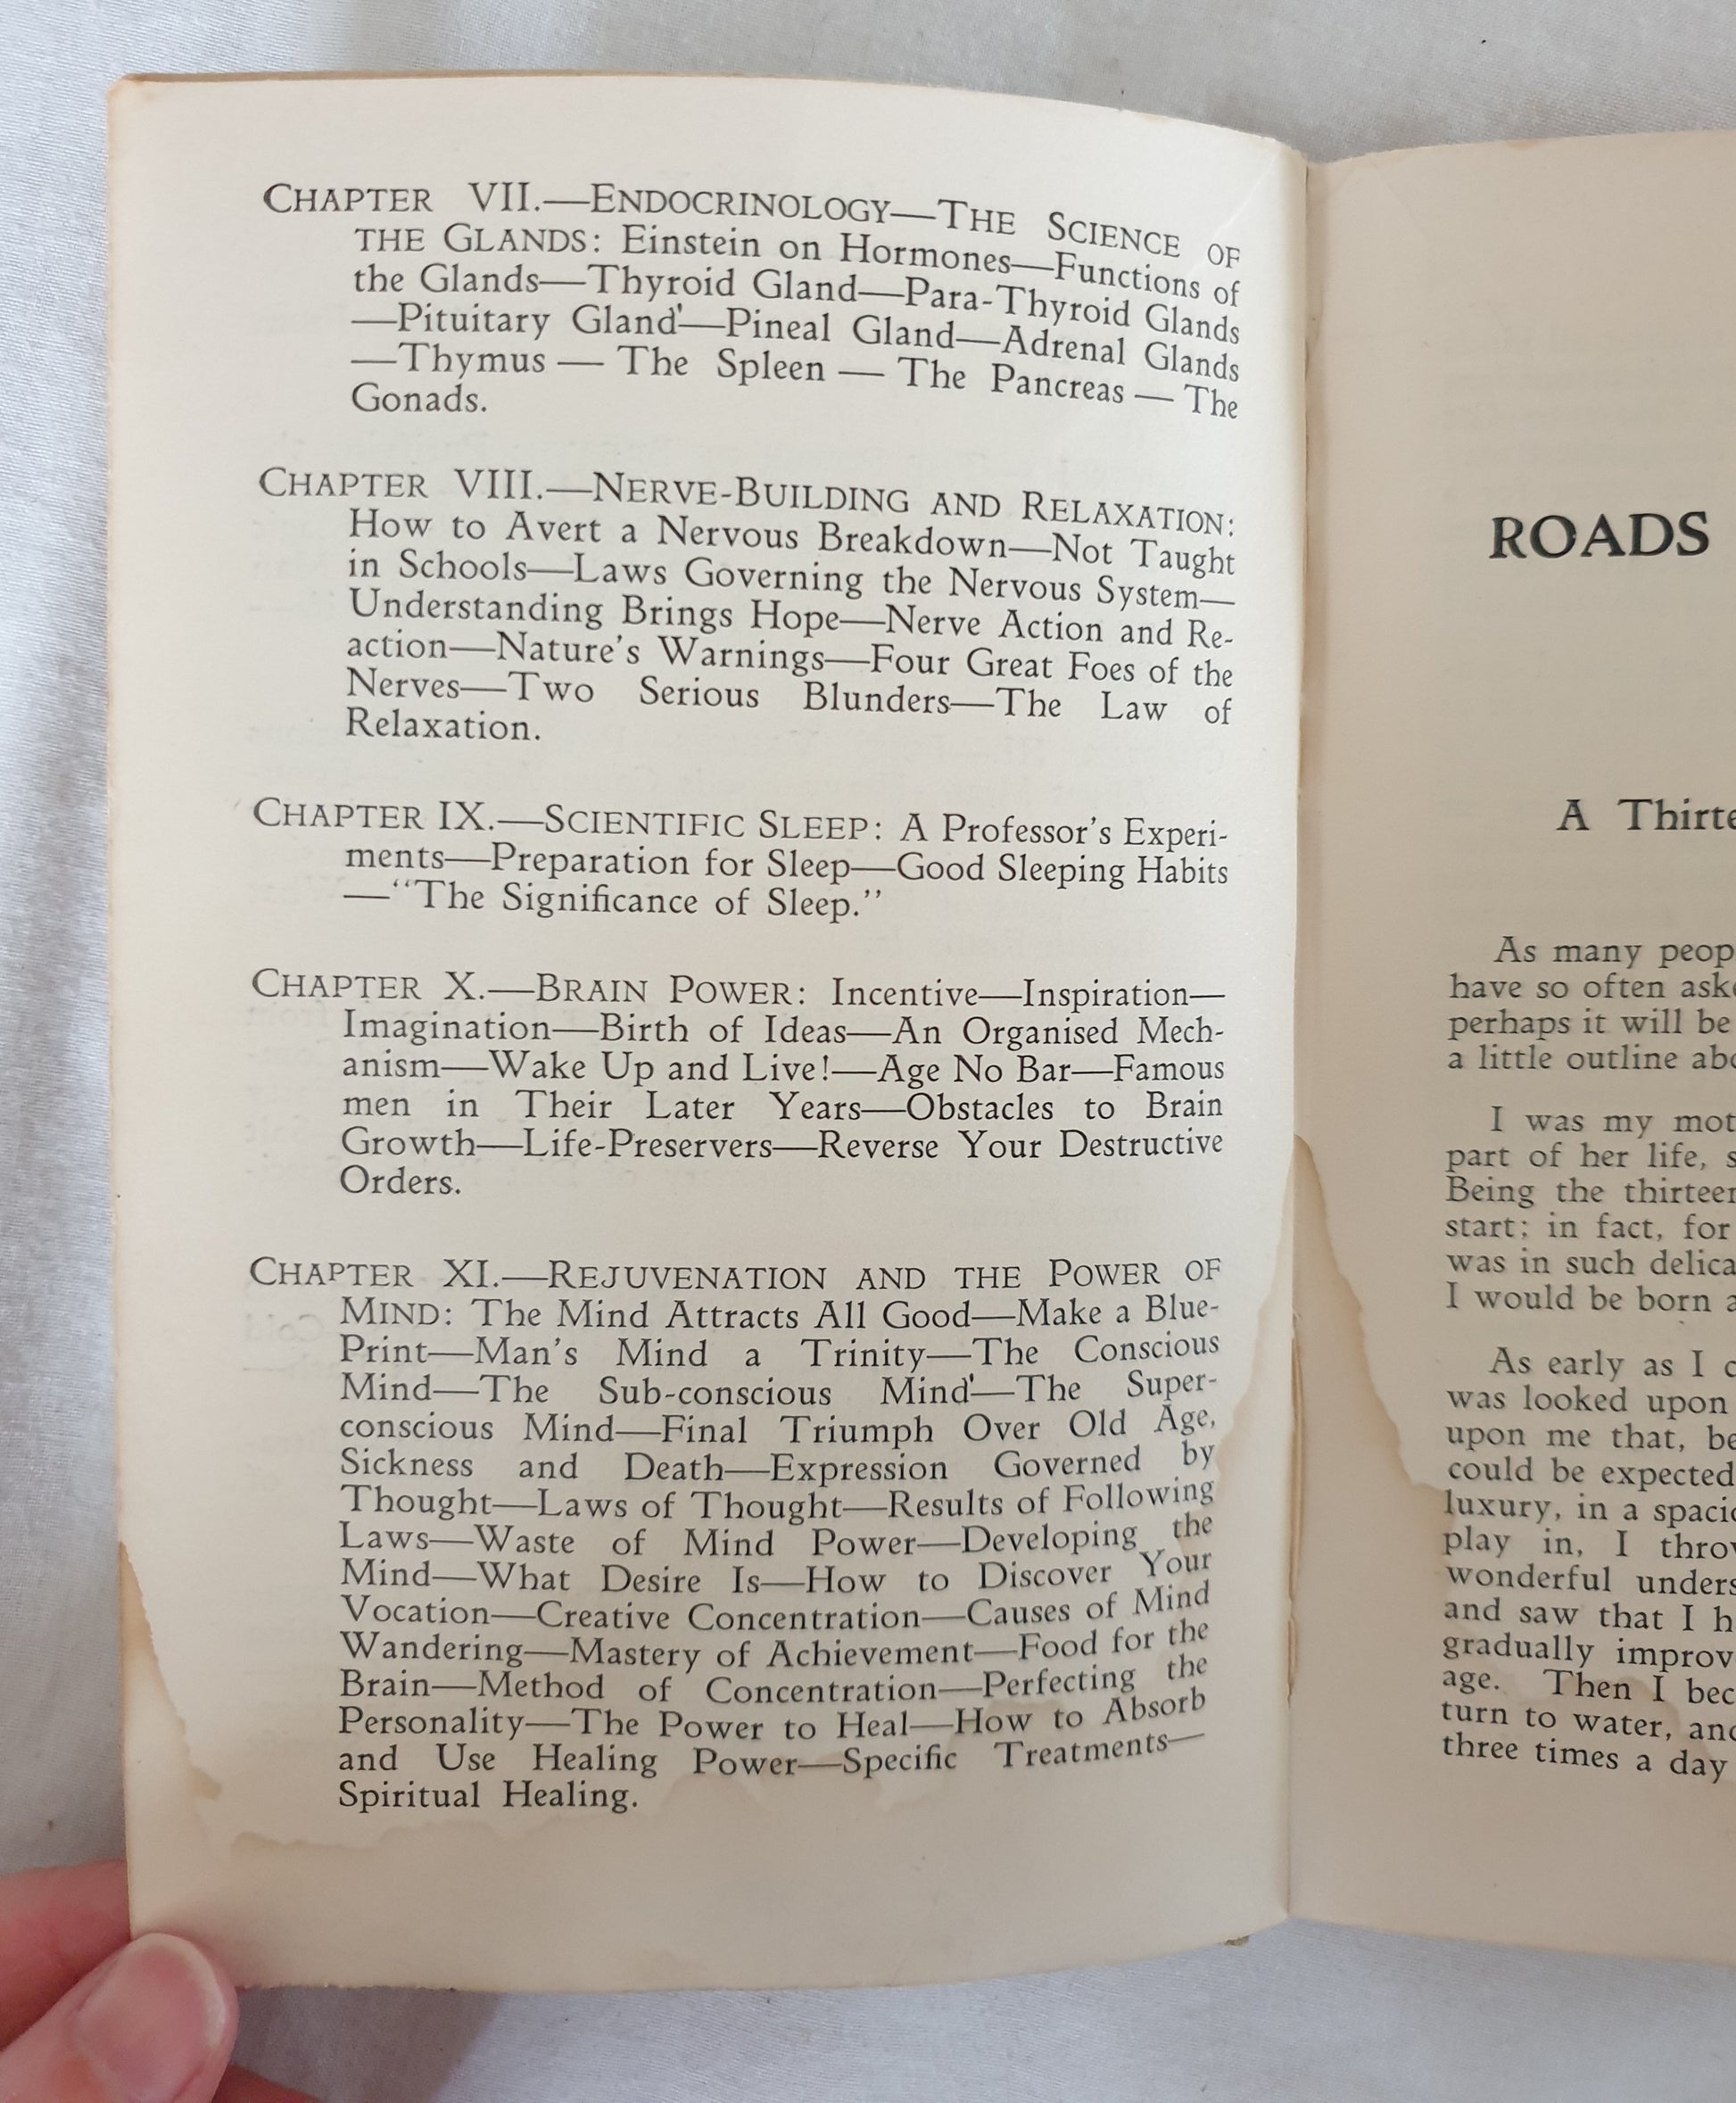 CHAPTER VII.—ENDOCRINOLOGY—THE SCIENCE OF
THE GLANDS: Einstein on Hormones—Functions of
the Glands—Thyroid Gland—Para-Thyroid Glands
—Pituitary Gland'—Pineal Gland—Adrenal Glands
—Thymus — The Spleen — The Pancreas — The
Gonads.
CHAPTER VIII.—NERVE-BUILDING AND RELAXATION:
How to Avert a Nervous Breakdown—Not Taught
in Schools—Laws Governing the Nervous System—
Understanding Brings Hope—Nerve Action and Re-
action—Nature's Warnings—Four Great Foes of the
Nerves—Two Serious Blunders—The Law of
Relaxation.
CHAPTER IX.—SCIENTIFIC SLEEP: A Professor's Experi-
ments—Preparation for Sleep—Good Sleeping Habits
—"The Significance of Sleep."
CHAPTER X.—BRAIN POWER: Incentive—Inspiration—
Imagination—Birth of Ideas—An Organised Mech-
anism—Wake Up and Live!—Age No Bar—Famous
men in Their Later Years—Obstacles to Brain
Growth—Life-Preservers—Reverse Your Destructive
Orders.
CHAPTER XI.—REJUVENATION AND THE POWER OF
MIND: The Mind Attracts All Good—Make a Blue-
Print—Man's Mind a Trinity—The Conscious
Mind—The Sub-conscious Mind'—The Super-
conscious Mind—Final Triumph Over Old Age,
Sickness and Death—Expression Governed by
Thought—Laws of Thought—Results of Following
Laws—Waste of Mind Power—Developing the
Mind—What Desire Is—How to Discover Your
Vocation—Creative Concentration—Causes of Mind
Wandering—Mastery of Achievement—Food for the
Brain—Method of Concentration—Perfecting the
Personality—The Power to Heal—How to Absorb
and Use Healing Power—Specific Treatments—
Spiritual Healing.
ROADS
A
As many
have so often
perhaps it will be
a little outline
I was my
part of her life,
Being the
start; in fact, for
was in such
I would be born
As early as I
was looked upon
upon me that,
could be expected
luxury, in a
play in, I
wonderful
and saw that I
gradually
age. Then I
turn to water,
three times a day